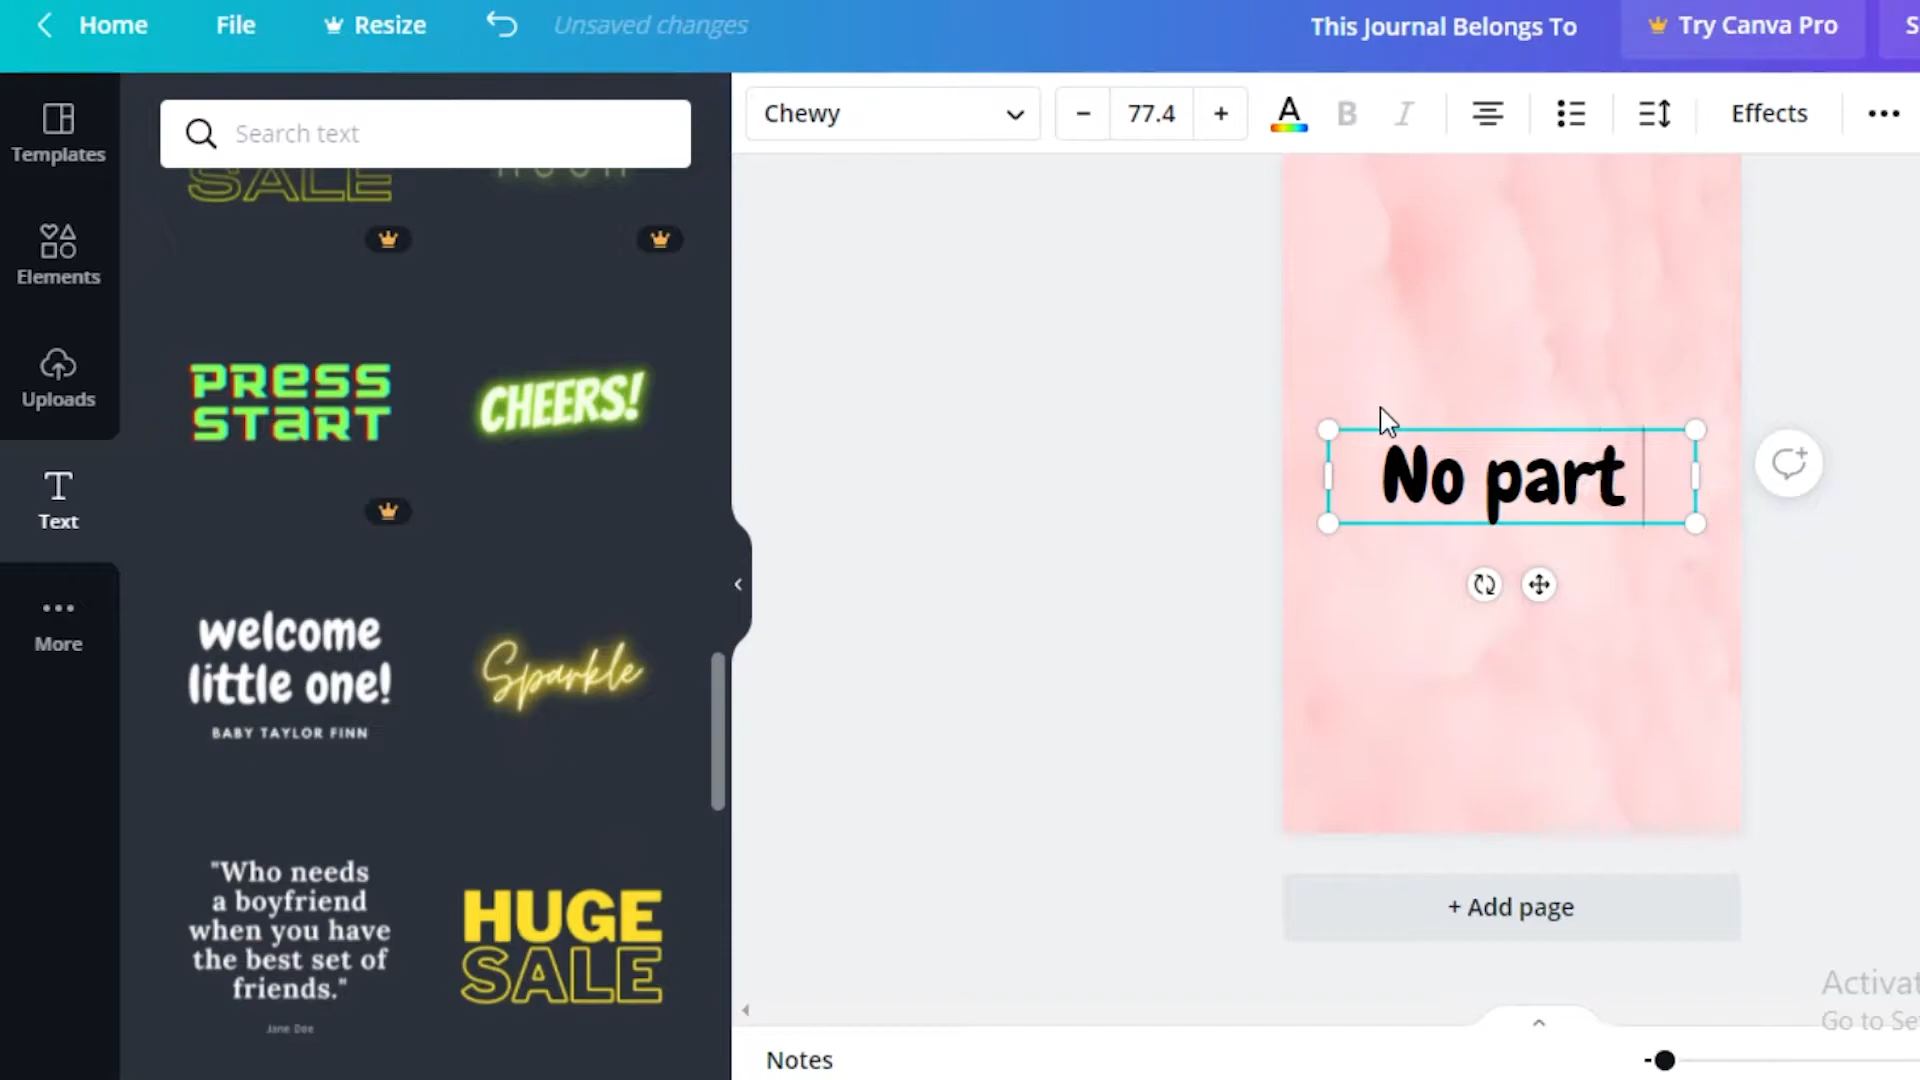 Home
File
Resize
Unsaved changes
This Journal Belongs To
Try Canva Pro
S
Templates
Elements
Uploads
Text
More
Search text
SALE
PRESS
START
CHEERS!
welcome
little one!
BABY TAYLOR FINN
Sparkle
"Who needs
a boyfriend
when you have
the best set of
friends."
Jane Doe
HUGE
SALE
Chewy
77.4
A
B
I
Effects
No part
+ Add page
Activat
Go to Se
Notes